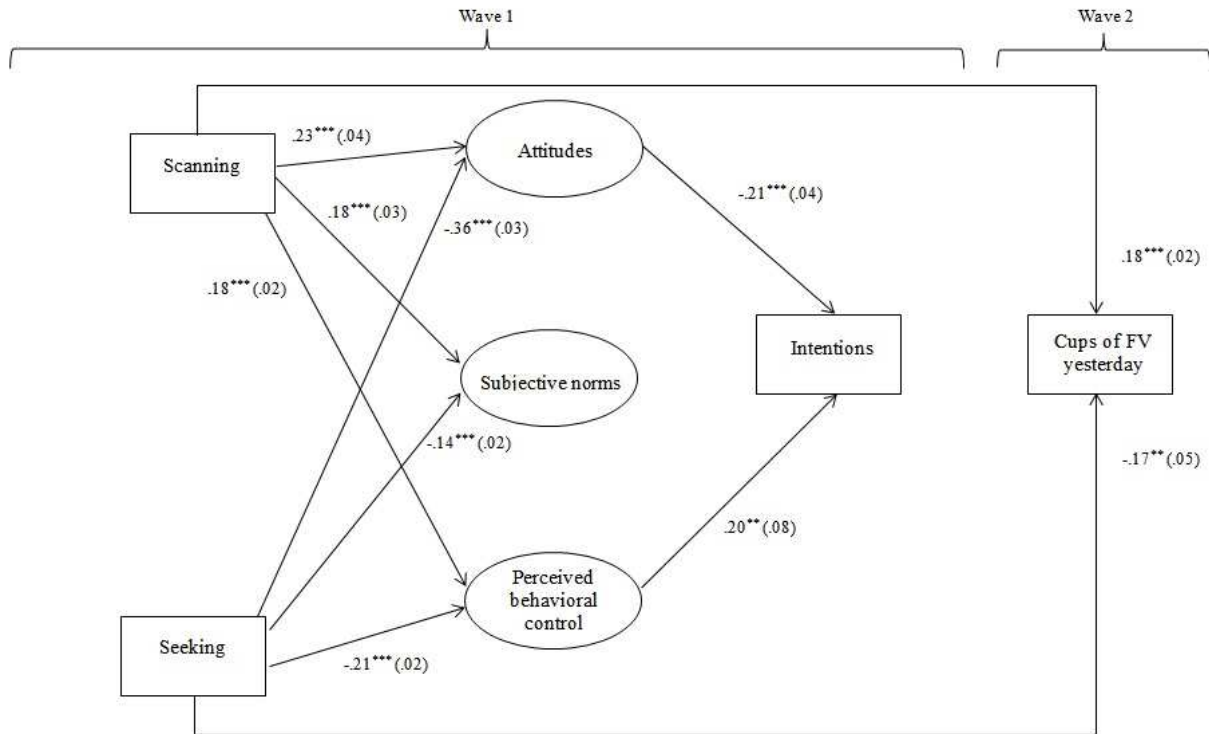 Wave 1
Wave 2
.23***(.04)
Scanning
Attitudes
-.21***(.04)
.18***(.03)
-.36***(.03)
.18***(.02)
.18***(.02)
Intentions
Cups of FV
yesterday
Subjective norms
-.14***(.02)
-.17**(.05)
.20**(.08)
Perceived
behavioral
control
Seeking
-.21***(.02)